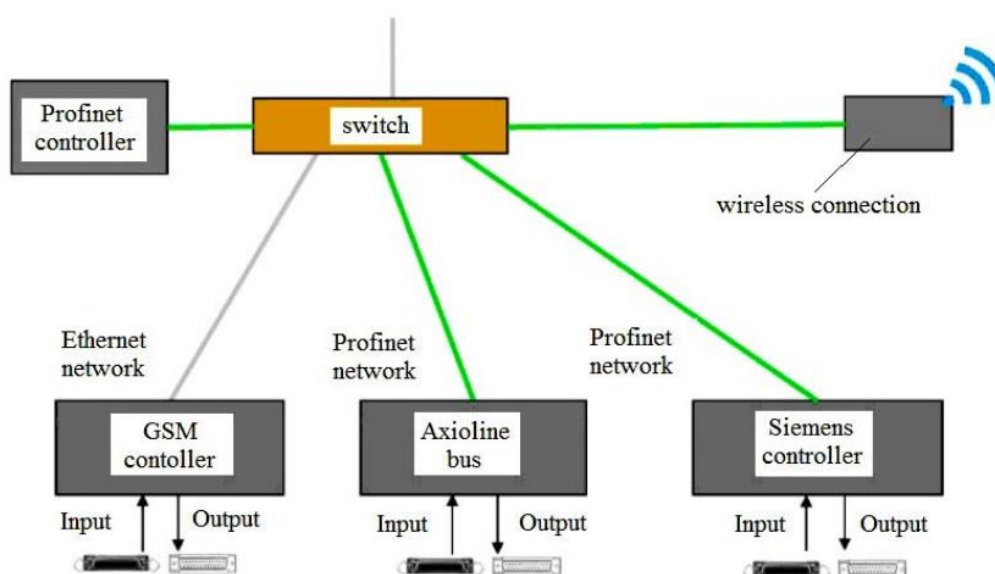 Profinet
controller
switch
wireless connection
Ethernet
network
Profinet
network
Profinet
network
GSM
contoller
Axioline
bus
Siemens
controller
Input
Output
Input
Output
Input
Output